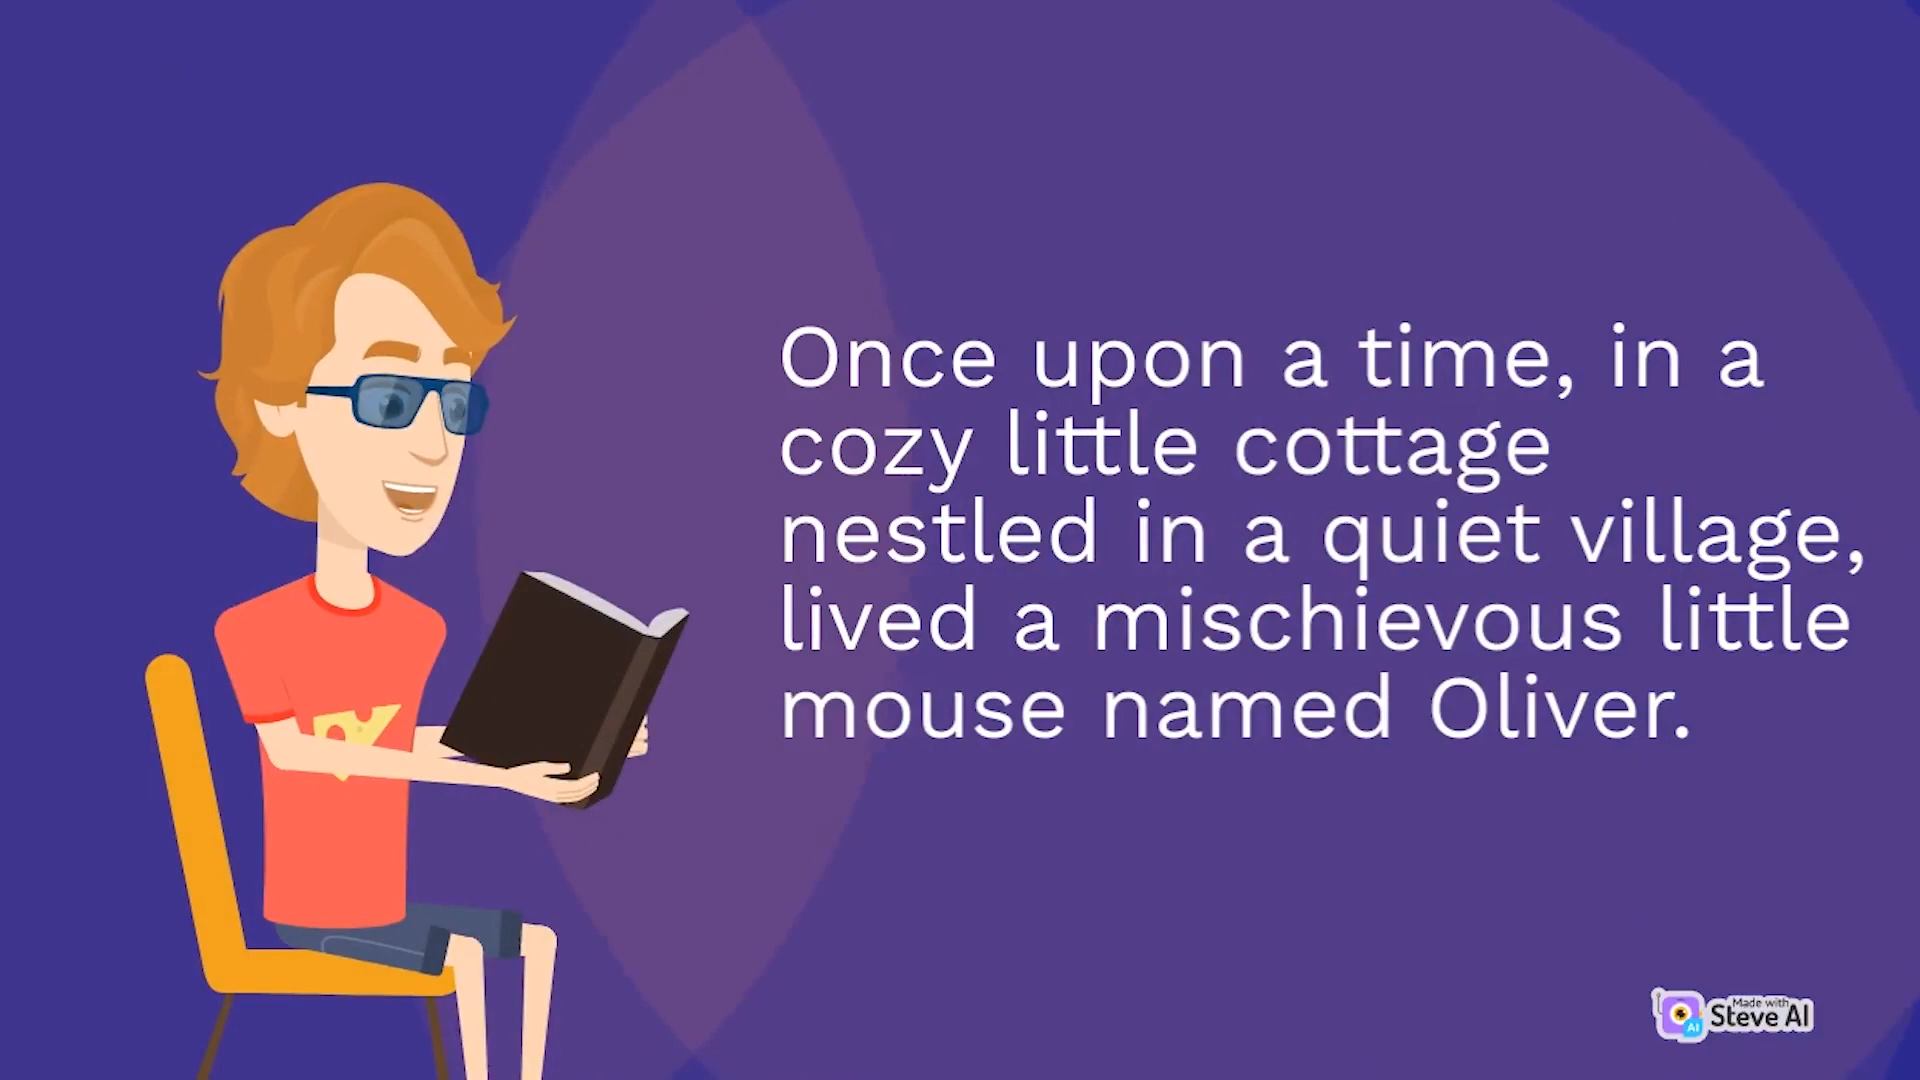 Once upon a time, in a
cozy little cottage
nestled in a quiet village,
lived a mischievous little
mouse named Oliver.
Made with
Steve AI
AI